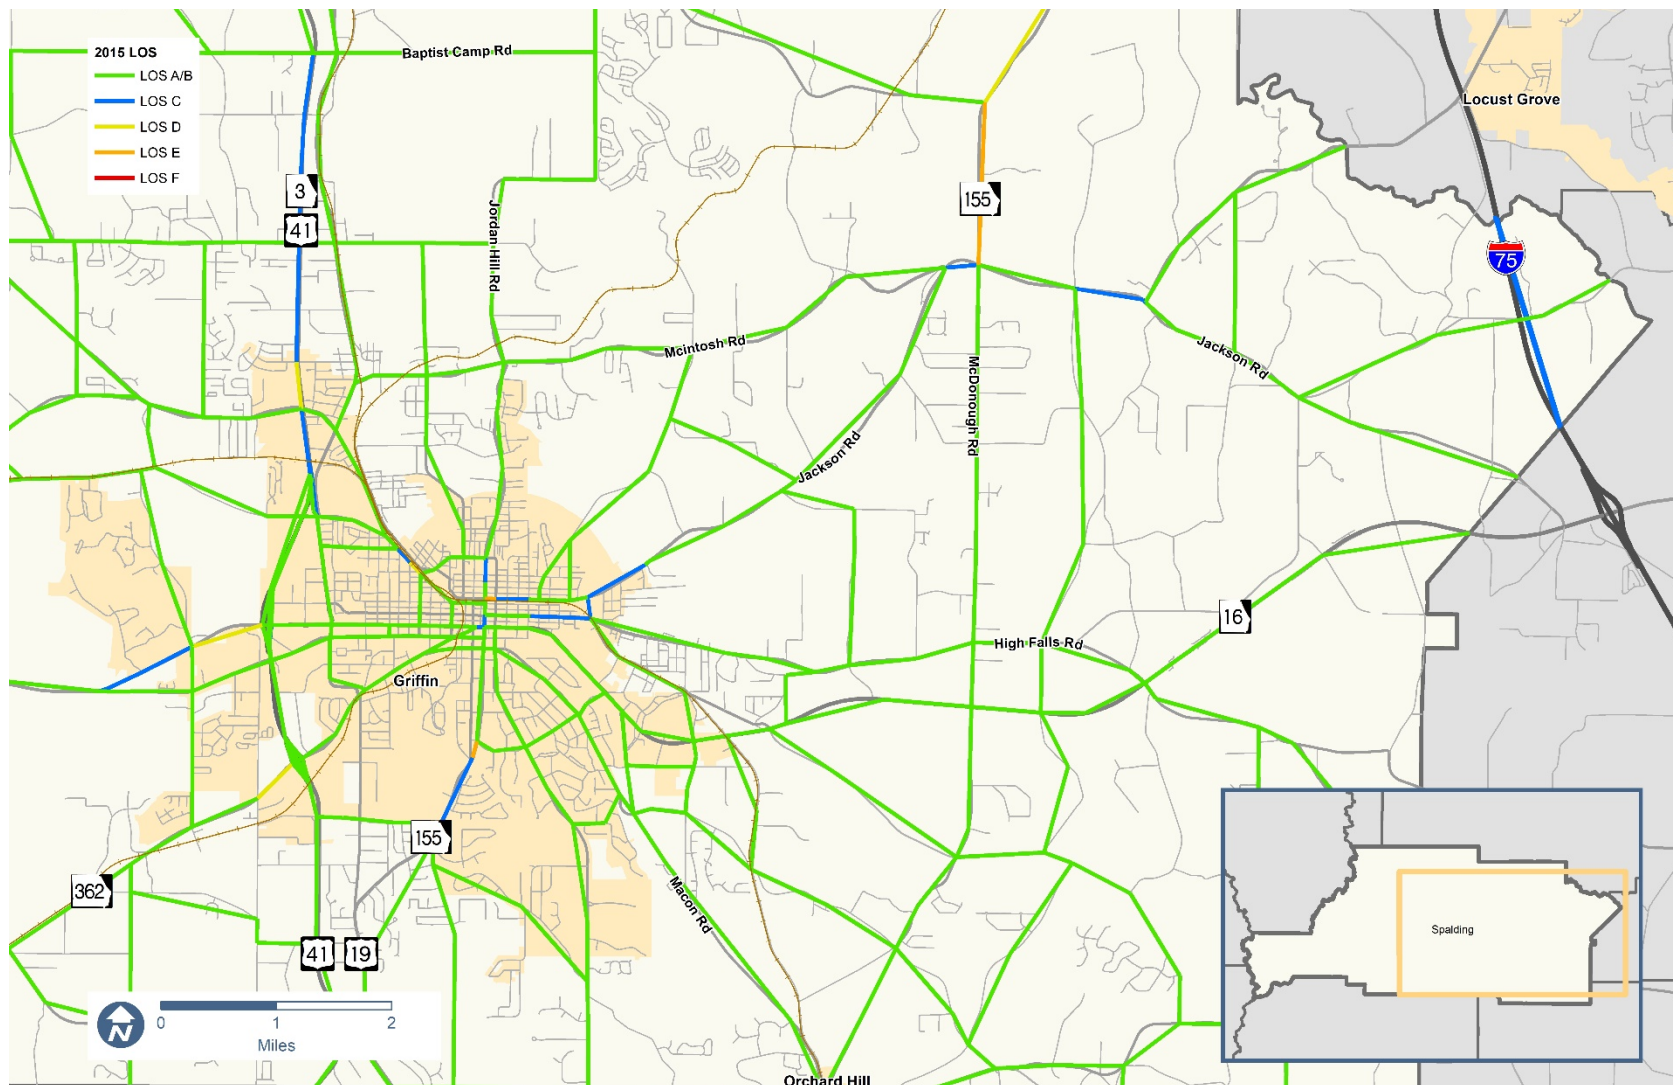 2015 LOS
LOS A/B
LOS C
LOS D
LOS E
LOS F
Baptist Camp Rd
Locust Grove
3
41
155
Jordan Hill Rd
75
Mcintosh Rd
Jackson Rd
McDonough Rd
Jackson Rd
16
High Falls Rd
Griffin
155
362
Macon Rd
41
19
Spalding
N
0
1
2
Miles
Orchard Hill